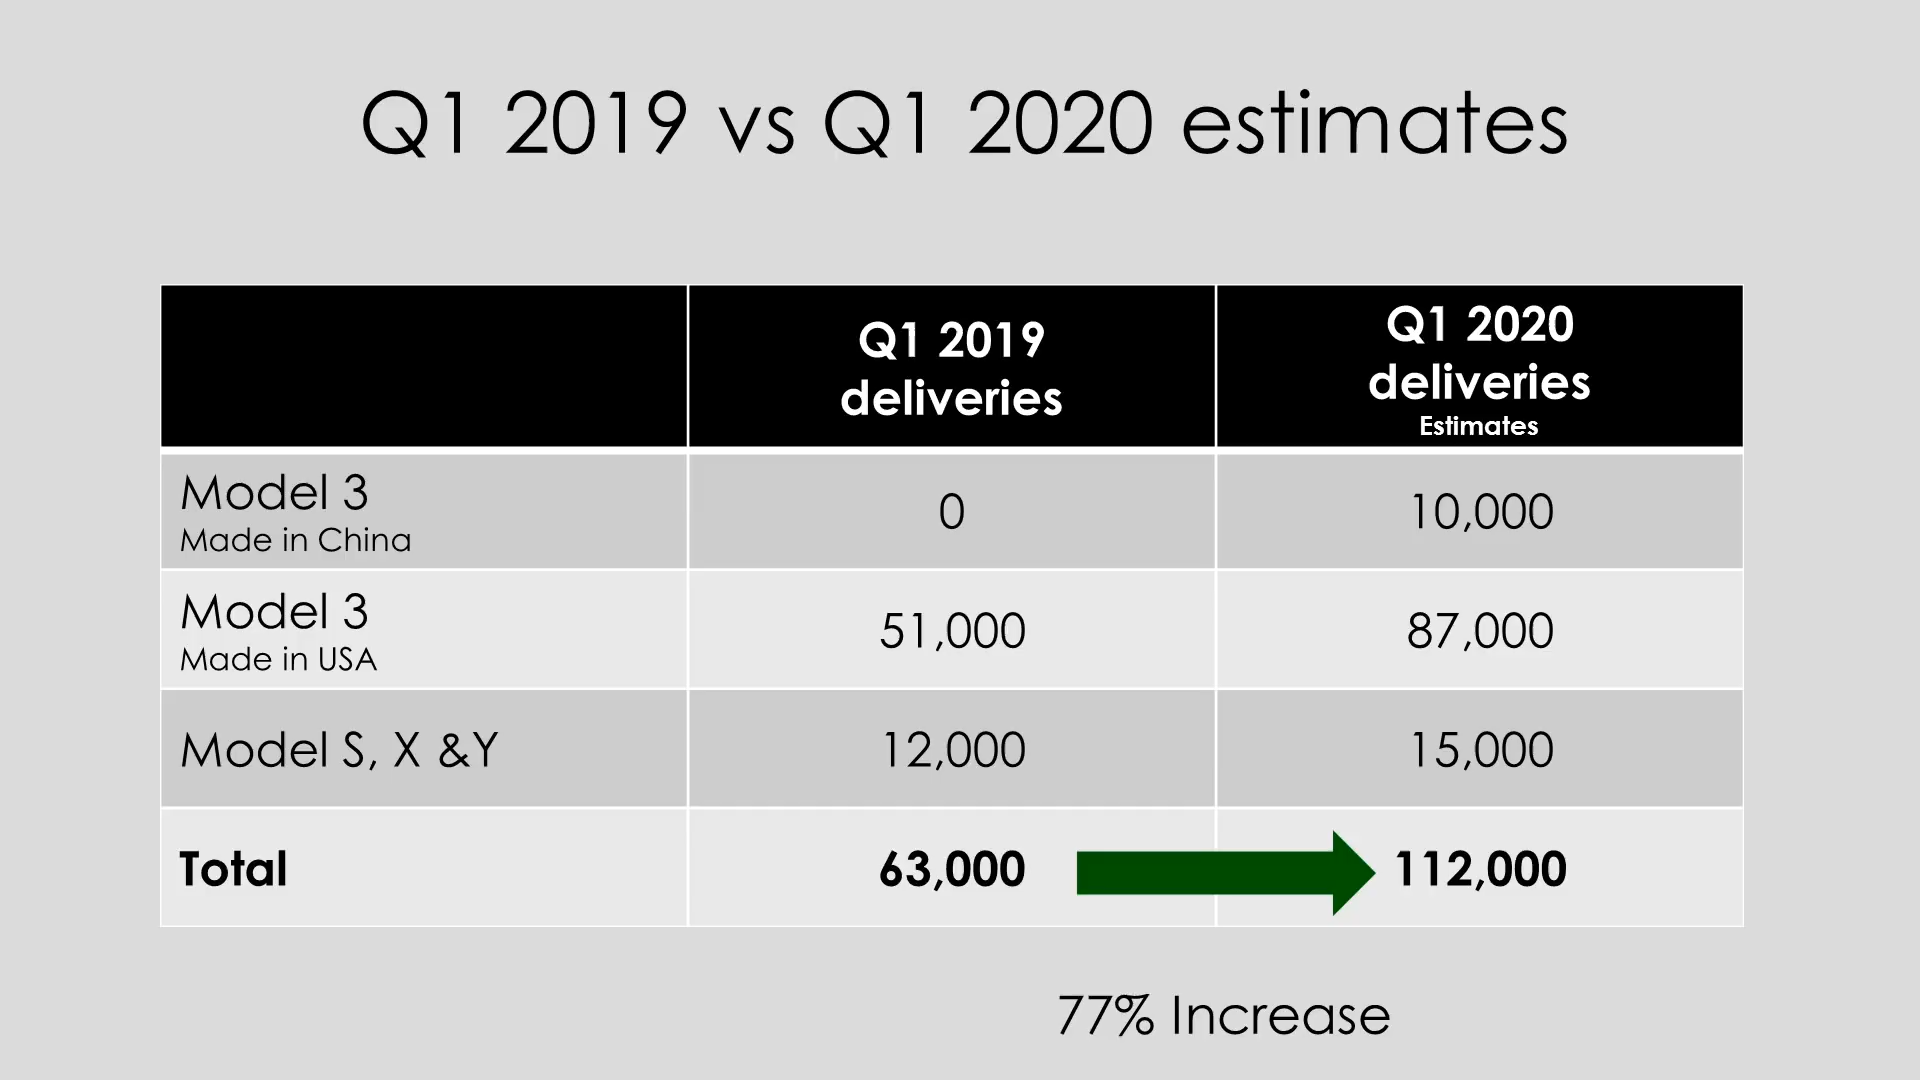 Q1 2019 vs Q1 2020 estimates
Q1 2019
deliveries
Q1 2020
deliveries
Estimates
Model 3
Made in China
0
10,000
Model 3
Made in USA
51,000
87,000
Model S, X &Y
12,000
15,000
Total
63,000
112,000
77% Increase